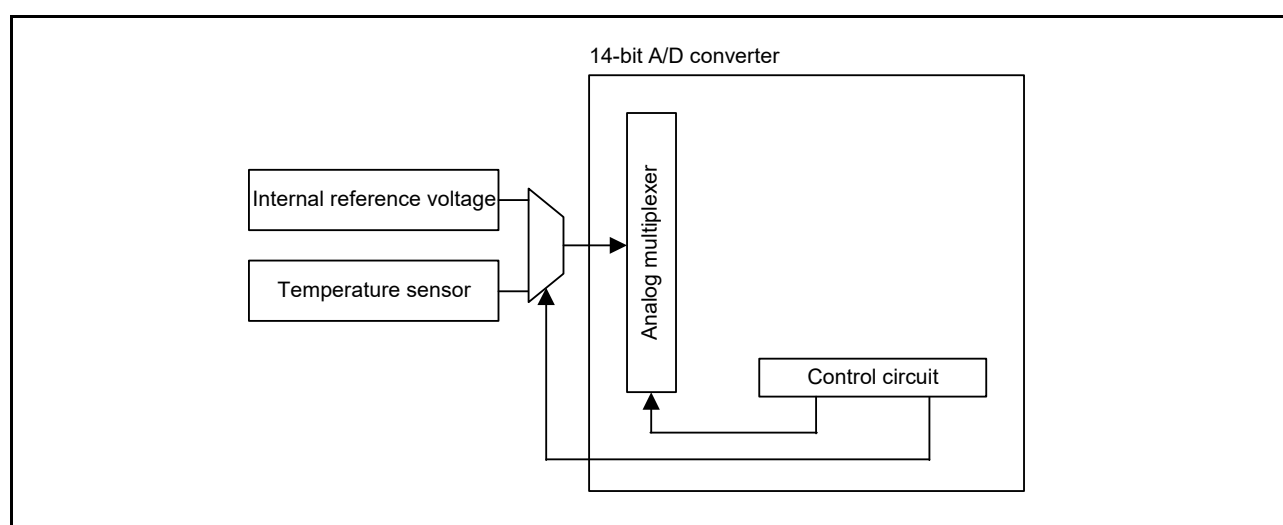 14-bit A/D converter
Internal reference voltage
Temperature sensor
Analog multiplexer
Control circuit